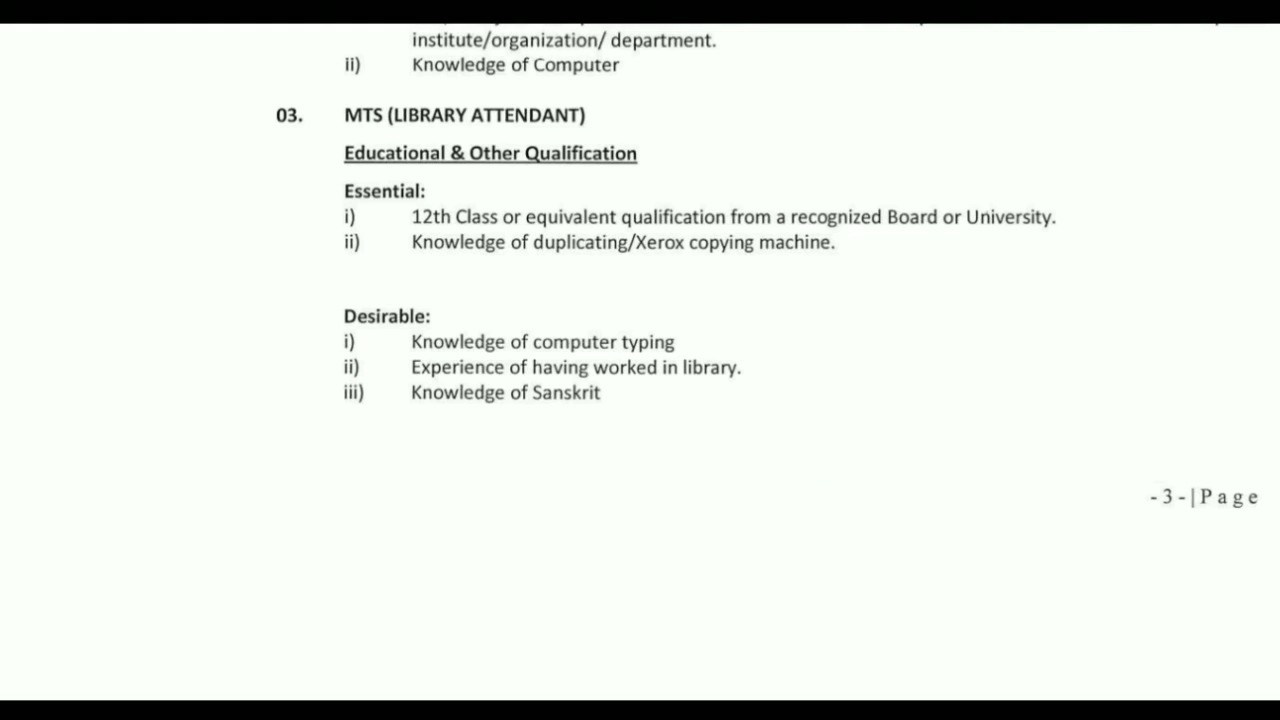 institute/organization/ department.
ii) Knowledge of Computer
03. MTS (LIBRARY ATTENDANT)
Educational & Other Qualification
Essential:
i) 12th Class or equivalent qualification from a recognized Board or University.
ii) Knowledge of duplicating/Xerox copying machine.
Desirable:
i) Knowledge of computer typing
ii) Experience of having worked in library.
iii) Knowledge of Sanskrit
- 3 - | P a g e